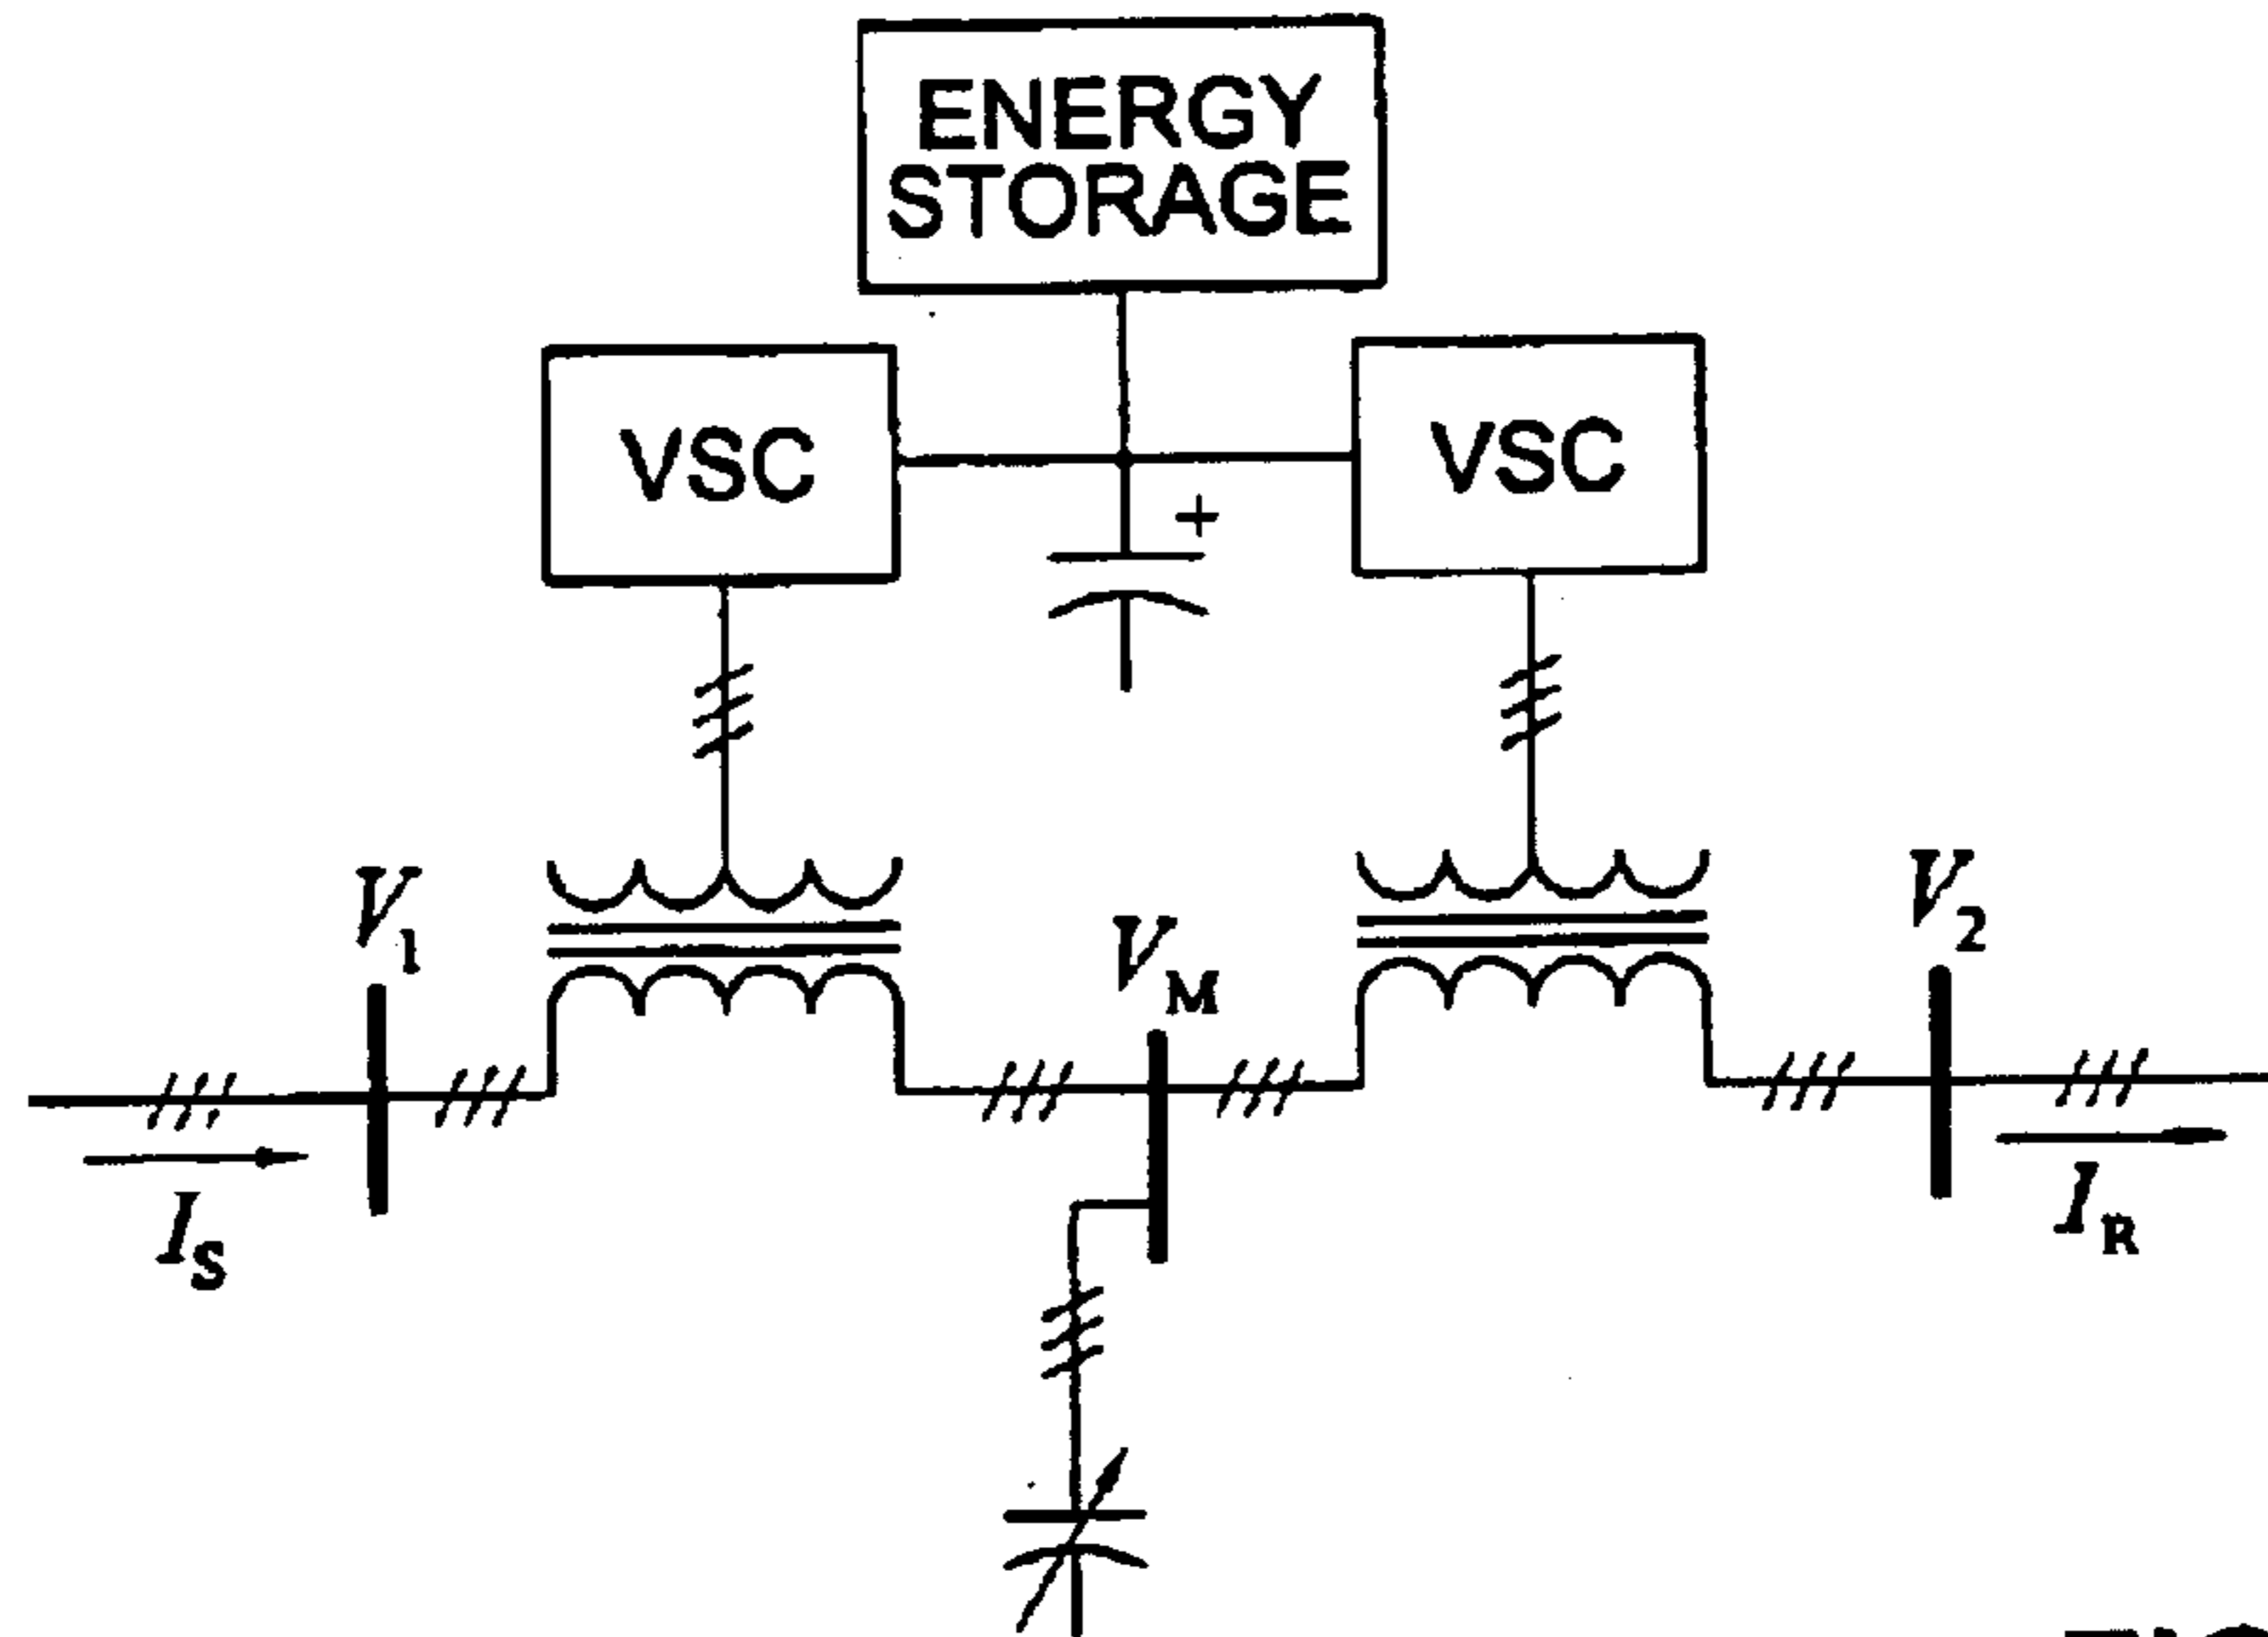 ENERGY
STORAGE
VSC
VSC
+
V1
VM
V2
IS
IR